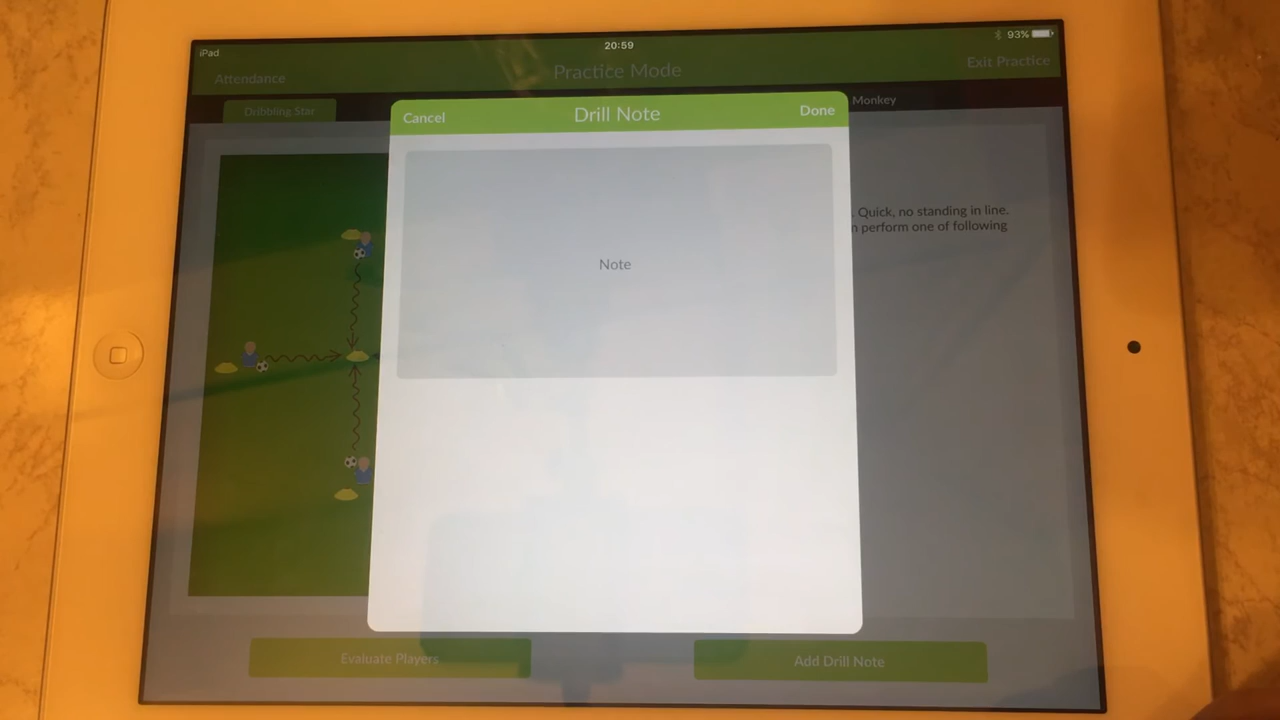 iPad
20:59
93%
Attendance
Practice Mode
Exit Practice
Dribbling Star
Monkey
Cancel
Drill Note
Done
Note
. Quick, no standing in line.
perform one of following
Evaluate Players
Add Drill Note